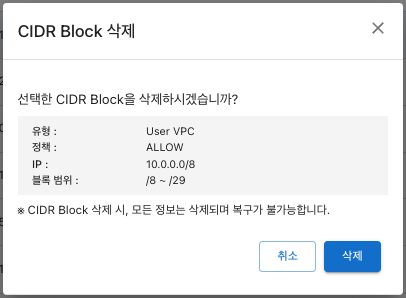 CIDR Block 삭제
선택한 CIDR Block을 삭제하시겠습니까?
유형 : User VPC
정책 : ALLOW
IP : 10.0.0.0/8
블록 범위 : /8 ~ /29
※ CIDR Block 삭제 시, 모든 정보는 삭제되며 복구가 불가능합니다.
취소 삭제